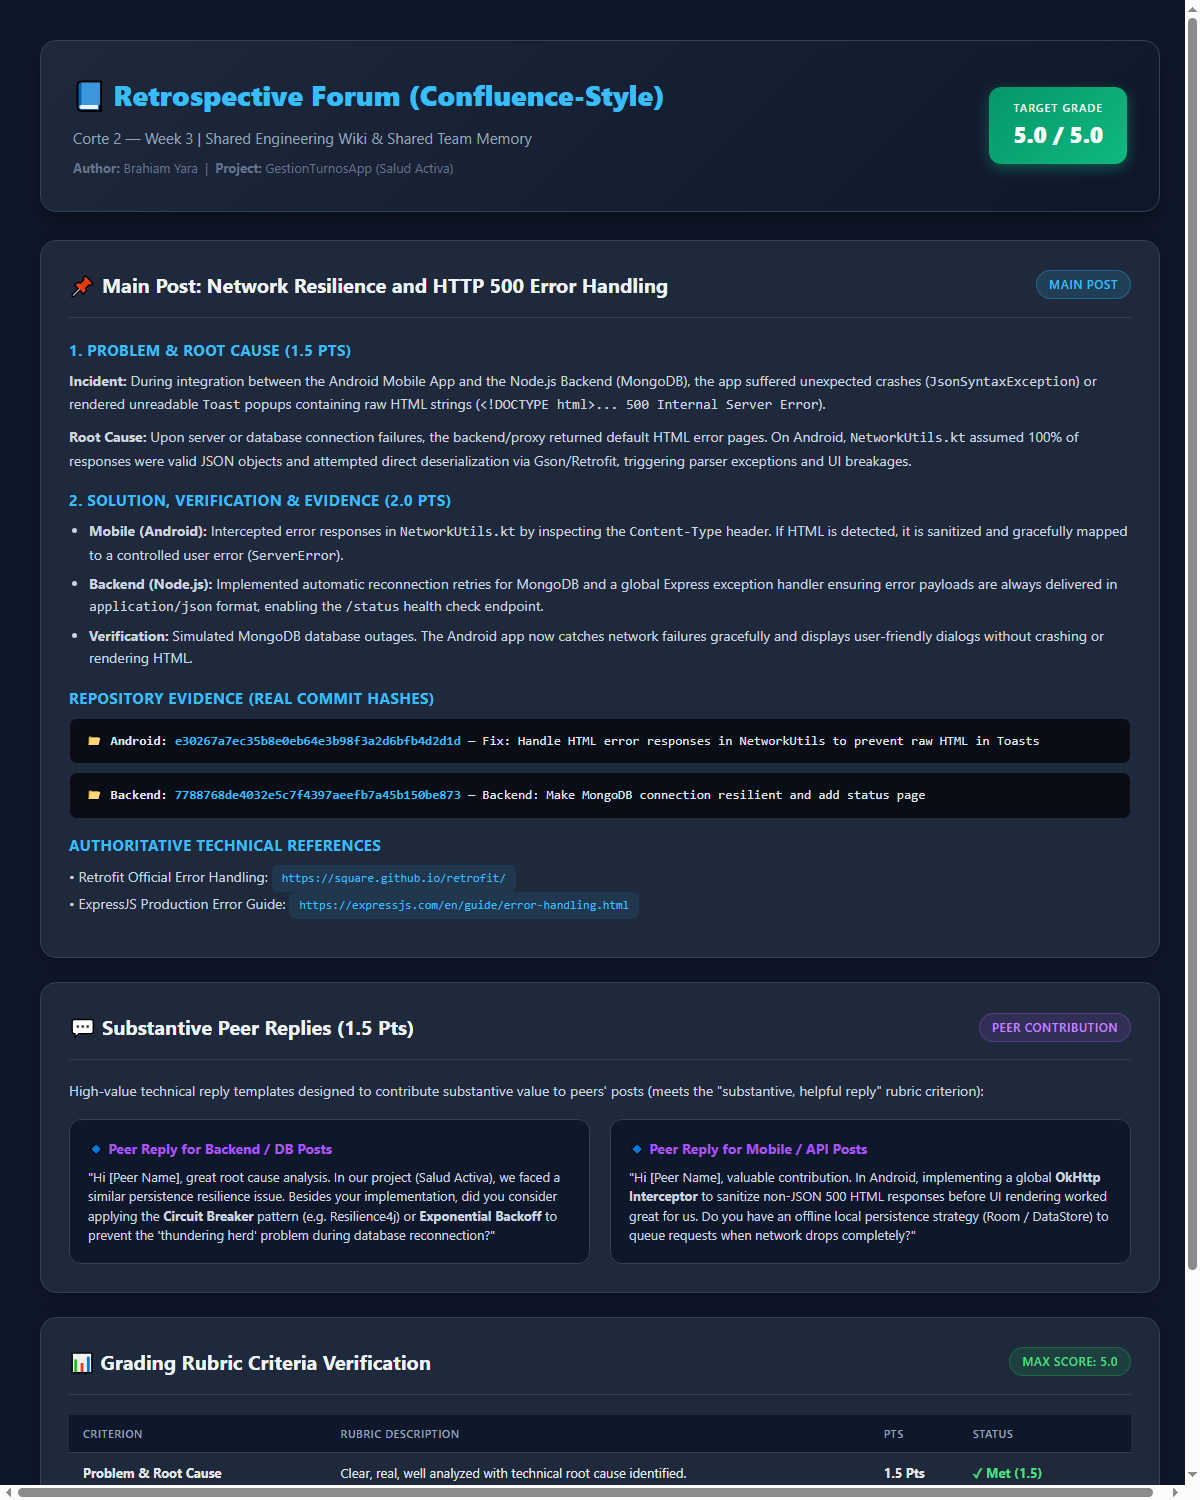 Retrospective Forum (Confluence-Style)
Corte 2 — Week 3 | Shared Engineering Wiki & Shared Team Memory
Author: Brahiam Yara | Project: GestionTurnosApp (Salud Activa)
TARGET GRADE
5.0 / 5.0
Main Post: Network Resilience and HTTP 500 Error Handling
MAIN POST
1. PROBLEM & ROOT CAUSE (1.5 PTS)
Incident: During integration between the Android Mobile App and the Node.js Backend (MongoDB), the app suffered unexpected crashes (JsonSyntaxException) or
rendered unreadable Toast popups containing raw HTML strings (<!DOCTYPE html>... 500 Internal Server Error).
Root Cause: Upon server or database connection failures, the backend/proxy returned default HTML error pages. On Android, NetworkUtils.kt assumed 100% of
responses were valid JSON objects and attempted direct deserialization via Gson/Retrofit, triggering parser exceptions and UI breakages.
2. SOLUTION, VERIFICATION & EVIDENCE (2.0 PTS)
• Mobile (Android): Intercepted error responses in NetworkUtils.kt by inspecting the Content-Type header. If HTML is detected, it is sanitized and gracefully mapped
to a controlled user error (ServerError).
• Backend (Node.js): Implemented automatic reconnection retries for MongoDB and a global Express exception handler ensuring error payloads are always delivered in
application/json format, enabling the /status health check endpoint.
• Verification: Simulated MongoDB database outages. The Android app now catches network failures gracefully and displays user-friendly dialogs without crashing or
rendering HTML.
REPOSITORY EVIDENCE (REAL COMMIT HASHES)
Android: e30267a7ec35b8e0eb64e3b98f3a2d6bfb4d2d1d — Fix: Handle HTML error responses in NetworkUtils to prevent raw HTML in Toasts
Backend: 7788768de4032e5c7f4397aeefb7a45b150be873 — Backend: Make MongoDB connection resilient and add status page
AUTHORITATIVE TECHNICAL REFERENCES
• Retrofit Official Error Handling: https://square.github.io/retrofit/
• ExpressJS Production Error Guide: https://expressjs.com/en/guide/error-handling.html
Substantive Peer Replies (1.5 Pts)
PEER CONTRIBUTION
High-value technical reply templates designed to contribute substantive value to peers' posts (meets the "substantive, helpful reply" rubric criterion):
Peer Reply for Backend / DB Posts
"Hi [Peer Name], great root cause analysis. In our project (Salud Activa), we faced a
similar persistence resilience issue. Besides your implementation, did you consider
applying the Circuit Breaker pattern (e.g. Resilience4j) or Exponential Backoff to
prevent the 'thundering herd' problem during database reconnection?"
Peer Reply for Mobile / API Posts
"Hi [Peer Name], valuable contribution. In Android, implementing a global OkHttp
Interceptor to sanitize non-JSON 500 HTML responses before UI rendering worked
great for us. Do you have an offline local persistence strategy (Room / DataStore) to
queue requests when network drops completely?"
Grading Rubric Criteria Verification
MAX SCORE: 5.0
CRITERION RUBRIC DESCRIPTION PTS STATUS
Problem & Root Cause Clear, real, well analyzed with technical root cause identified. 1.5 Pts ✓ Met (1.5)